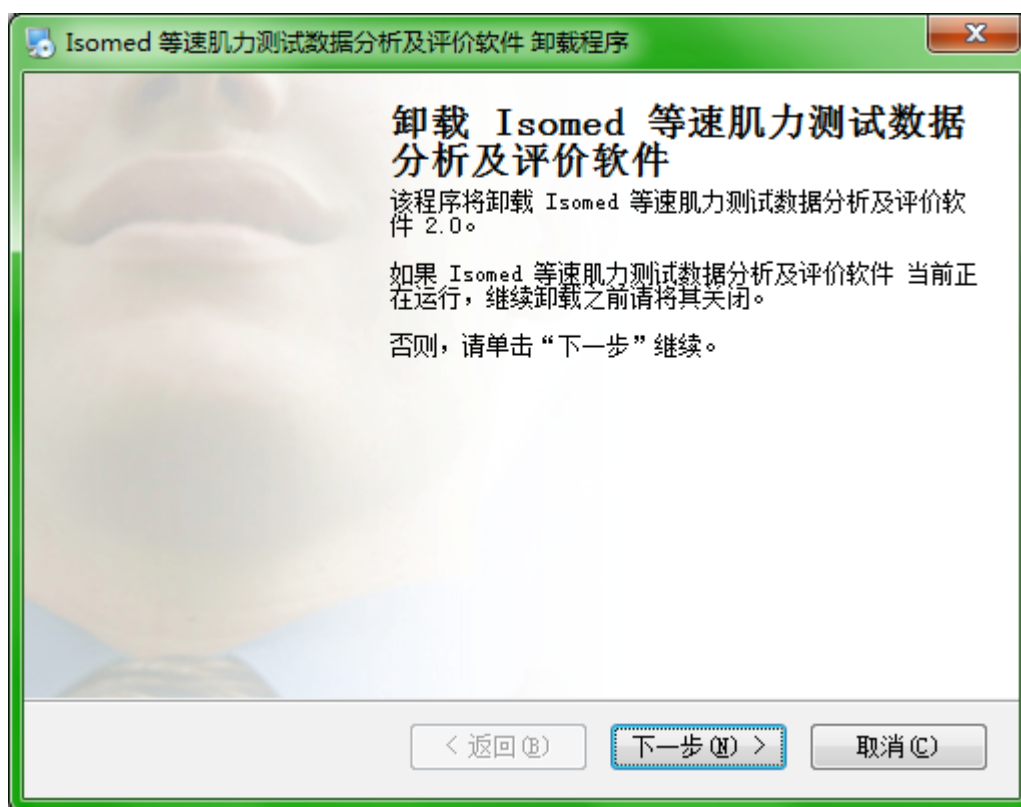 Isomed 等速肌力测试数据分析及评价软件 卸载程序
卸载 Isomed 等速肌力测试数据
分析及评价软件
该程序将卸载 Isomed 等速肌力测试数据分析及评价软
件 2.0。
如果 Isomed 等速肌力测试数据分析及评价软件 当前正
在运行，继续卸载之前请将其关闭。
否则，请单击“下一步”继续。
< 返回(B)
下一步(N) >
取消(C)